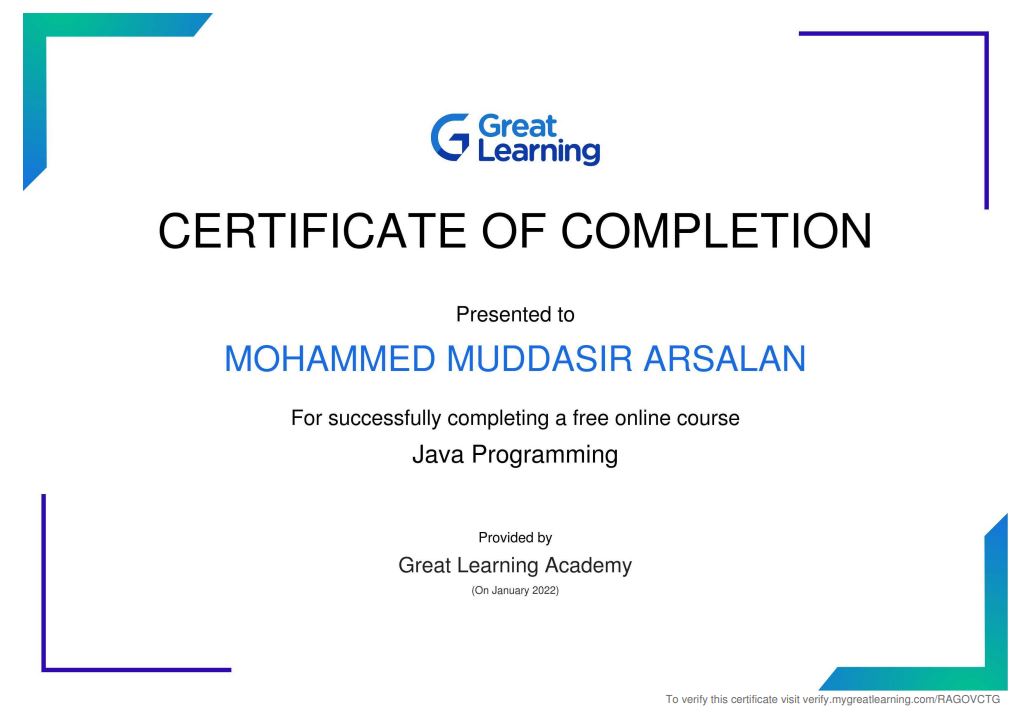 Great
Learning
CERTIFICATE OF COMPLETION
Presented to
MOHAMMED MUDDASIR ARSALAN
For successfully completing a free online course
Java Programming
Provided by
Great Learning Academy
(On January 2022)
To verify this certificate visit verify.mygreatlearning.com/RAGOVCTG